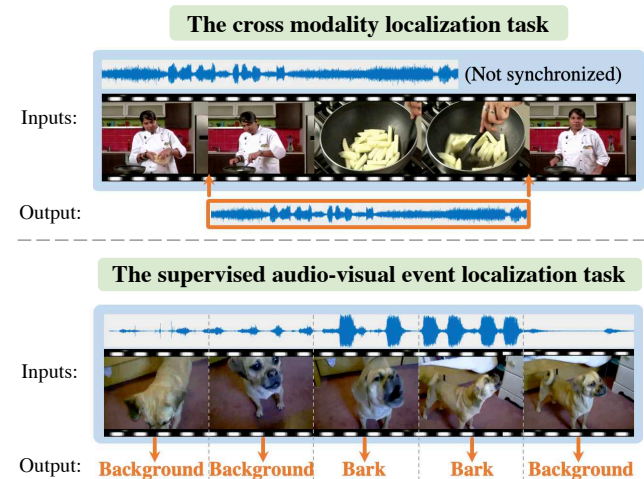 The cross modality localization task
(Not synchronized)
Inputs:
Output:
The supervised audio-visual event localization task
Inputs:
Output: Background Background Bark Bark Background